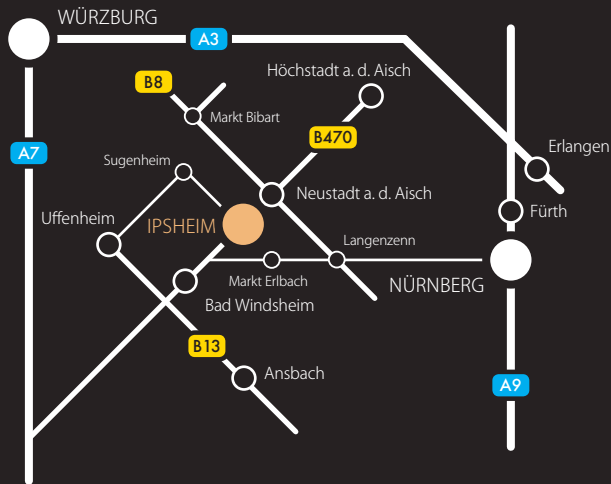 WÜRZBURG
A3
Höchstadt a. d. Aisch
B8
Markt Bibart
B470
Erlangen
A7
Sugenheim
Neustadt a. d. Aisch
Fürth
Uffenheim
IPSHEIM
Langenzenn
Markt Erlbach
NÜRNBERG
Bad Windsheim
B13
Ansbach
A9